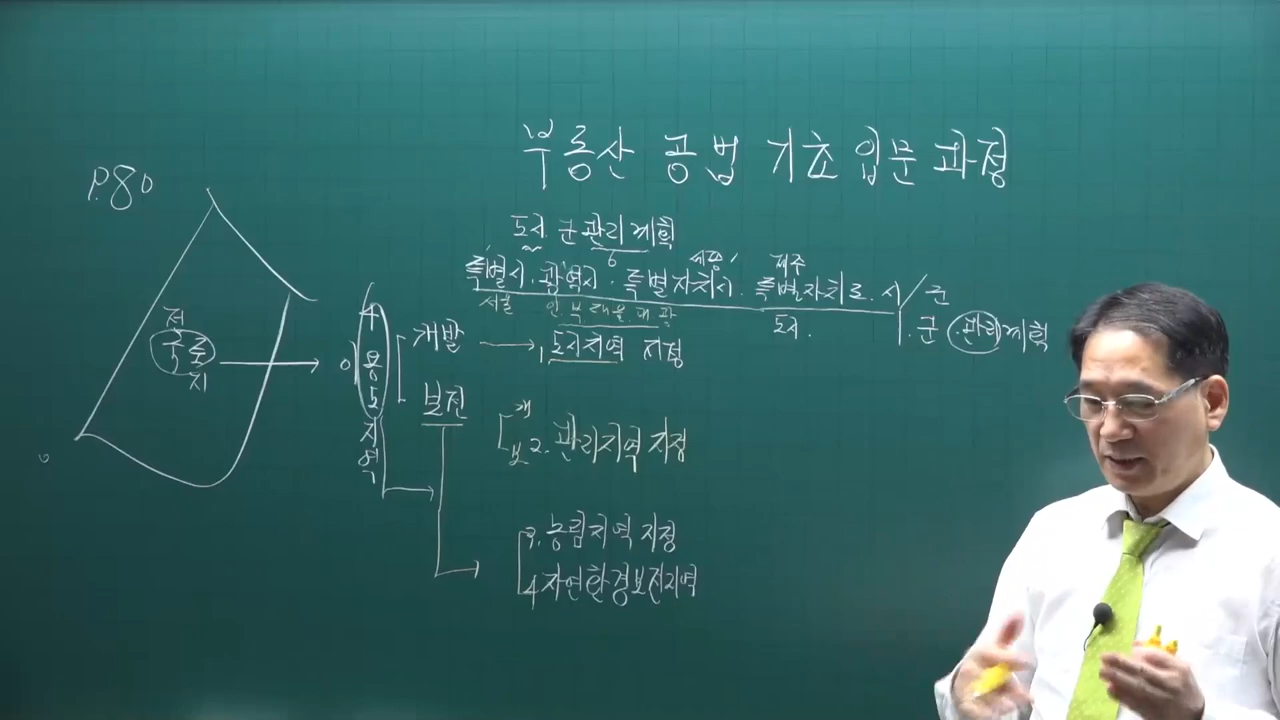 부동산 공법 기초 입문 과정
P.80
도시.군관리계획
6
세종 제주
특별시.광역시.특별자치시.특별자치도.시/군
서울 인 부 대 울 대 광
도시. 군.관리계획
전
국토
지
4
용
도
지
역
개발 → 1. 도시지역 지정
보전
개
보 2. 관리지역 지정
3. 농림지역 지정
4 자연환경보전지역